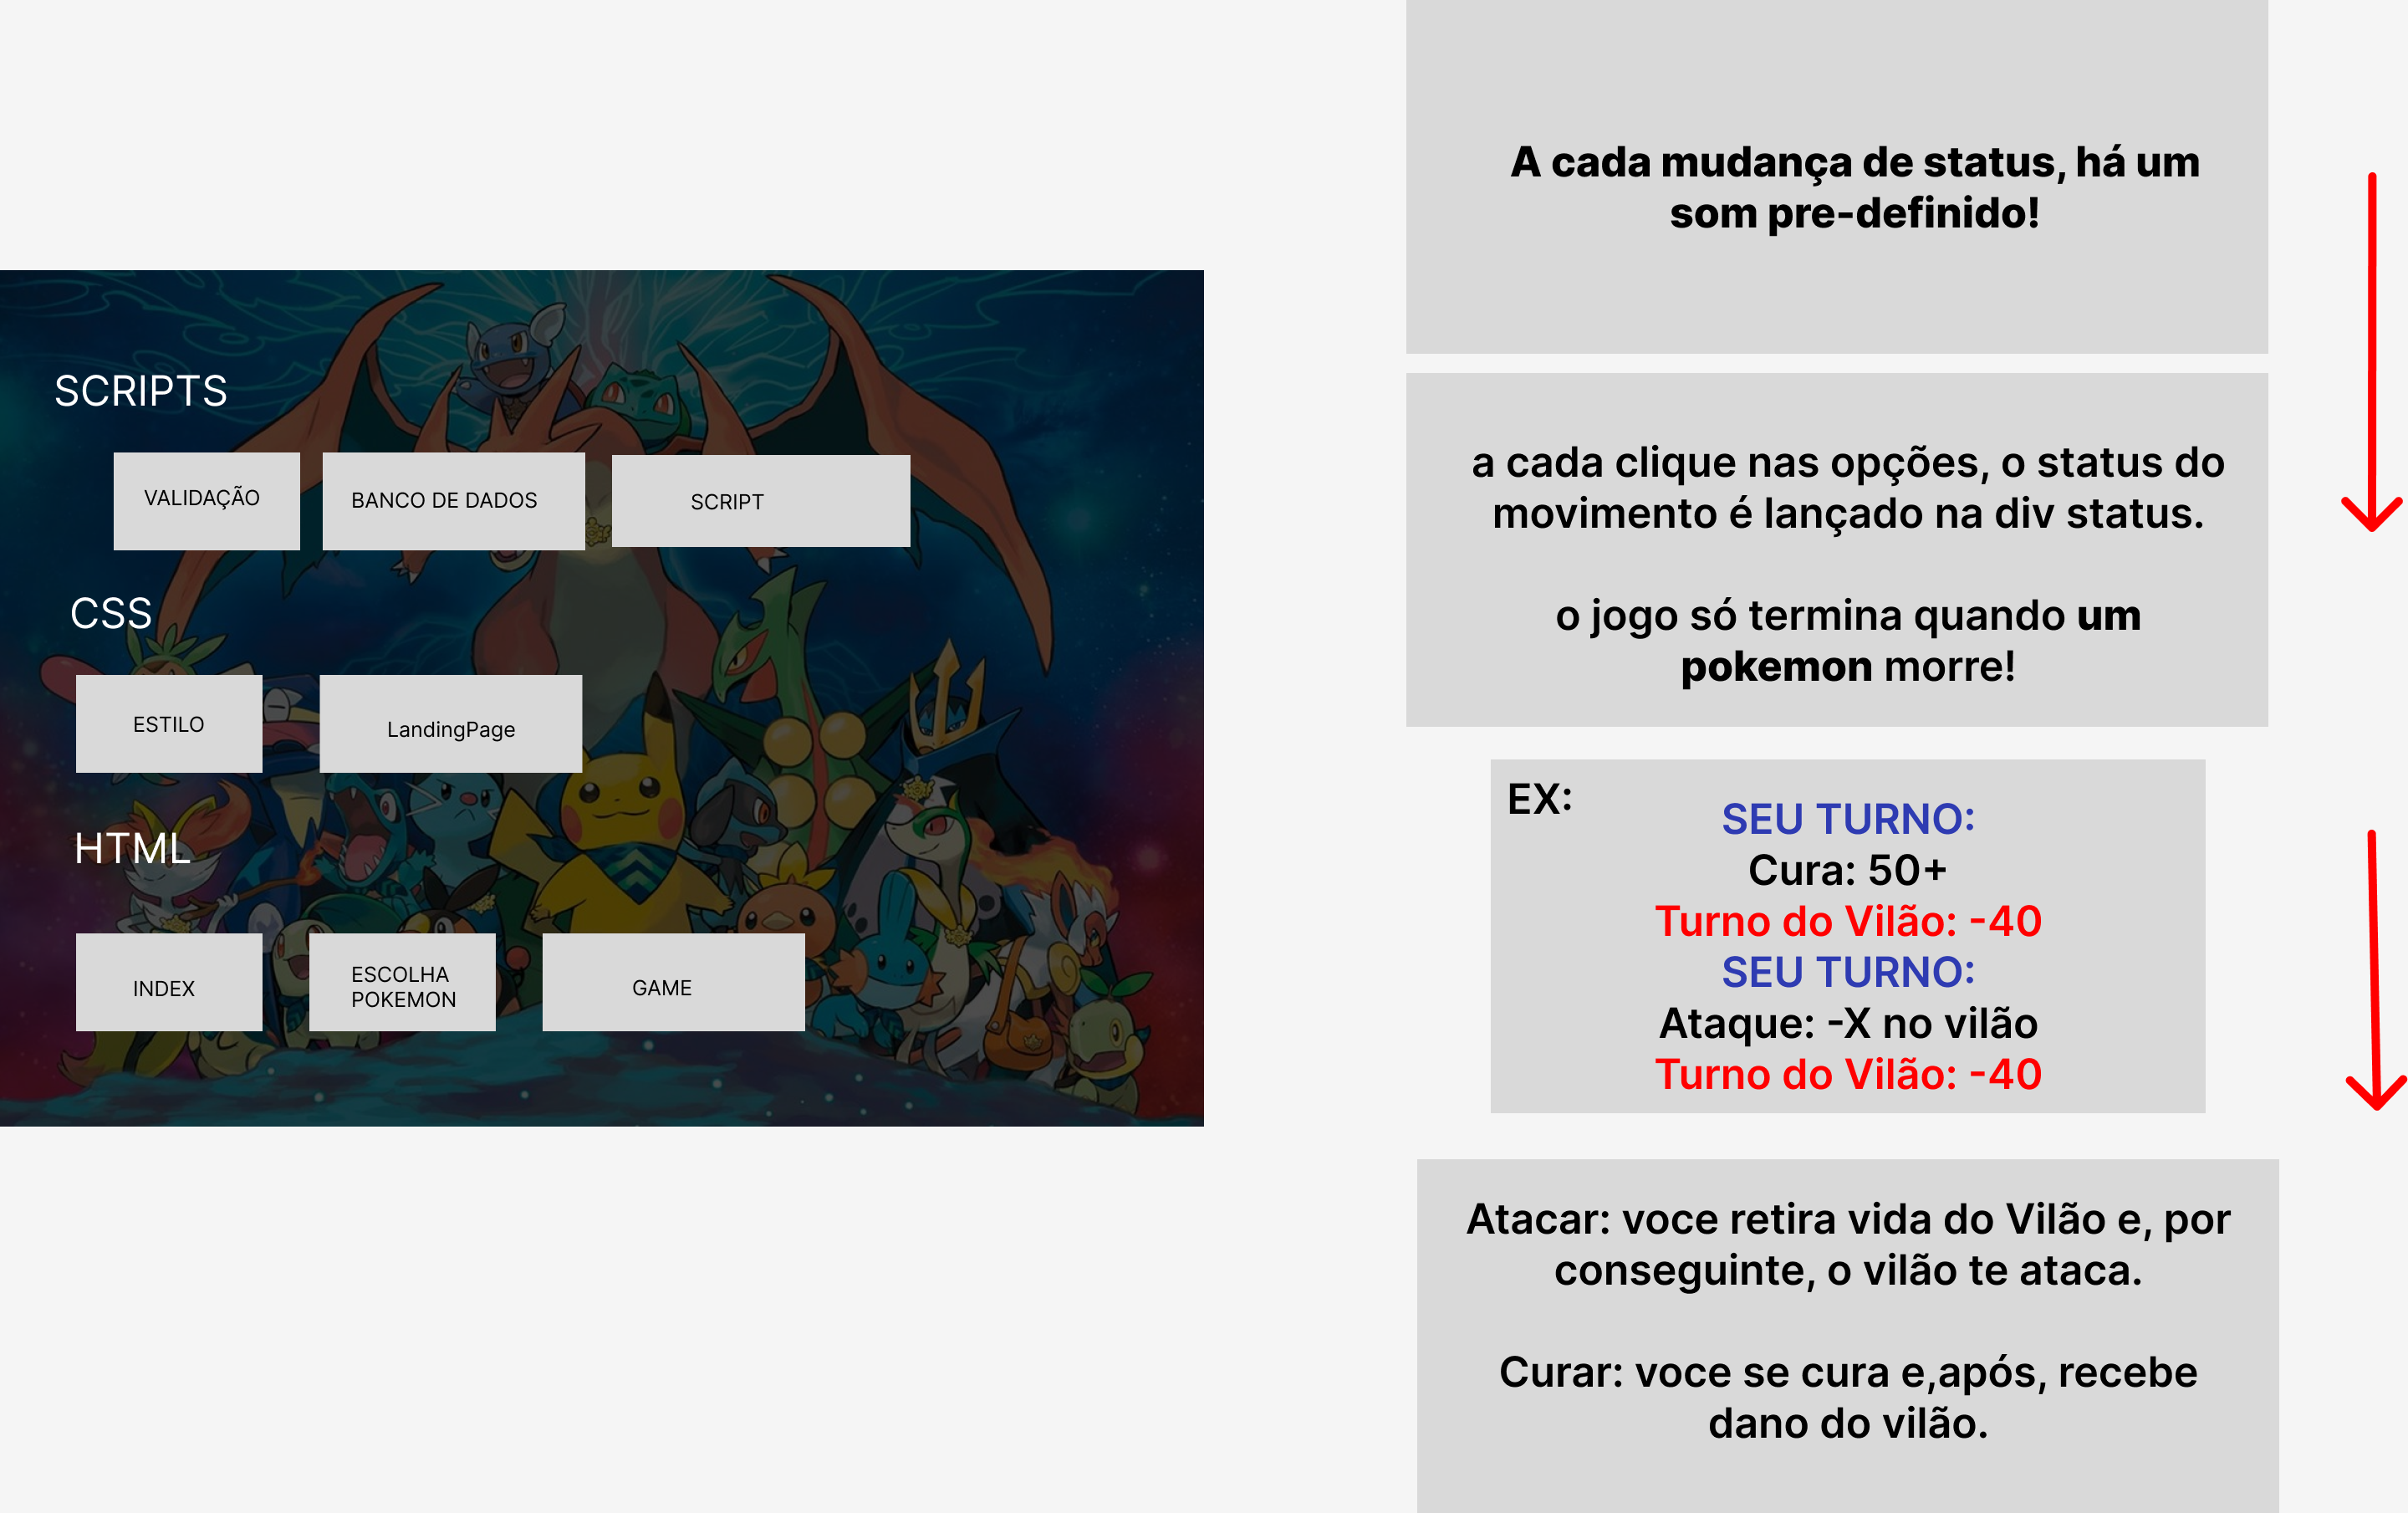 SCRIPTS
VALIDAÇÃO
BANCO DE DADOS
SCRIPT
CSS
ESTILO
LandingPage
HTML
INDEX
ESCOLHA
POKEMON
GAME
A cada mudança de status, há um
som pre-definido!
a cada clique nas opções, o status do
movimento é lançado na div status.
o jogo só termina quando um
pokemon morre!
EX:
SEU TURNO:
Cura: 50+
Turno do Vilão: -40
SEU TURNO:
Ataque: -X no vilão
Turno do Vilão: -40
Atacar: voce retira vida do Vilão e, por
conseguinte, o vilão te ataca.
Curar: voce se cura e,após, recebe
dano do vilão.